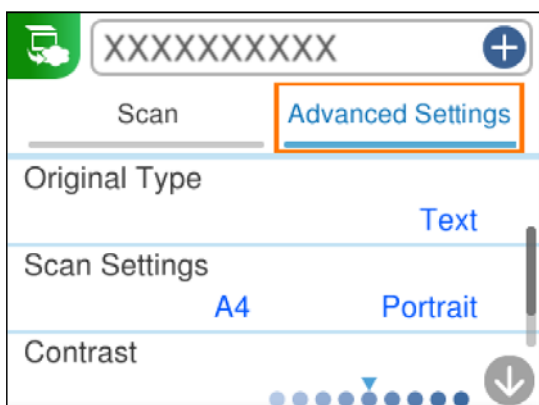 XXXXXXXXXX
Scan Advanced Settings
Original Type
Text
Scan Settings
A4 Portrait
Contrast